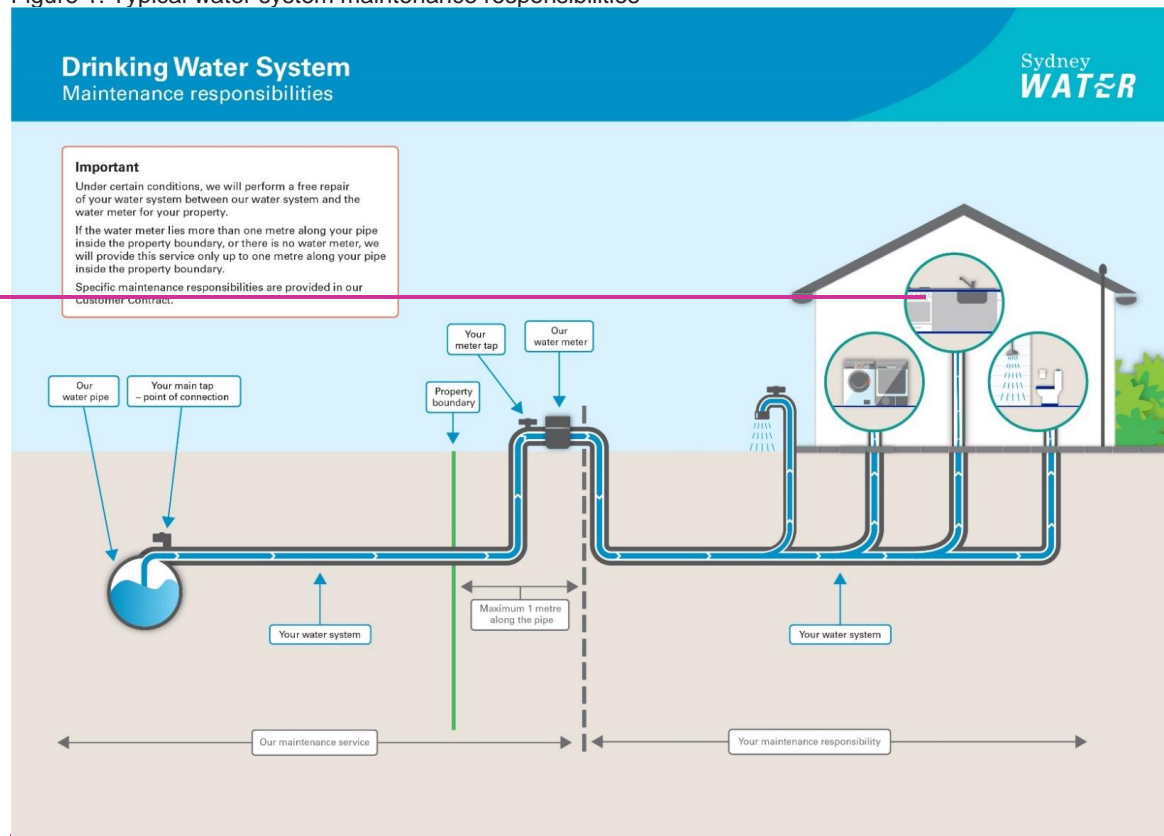 Figure 1: Typical water system maintenance responsibilities
Drinking Water System
Maintenance responsibilities
Sydney
WATER
Important
Under certain conditions, we will perform a free repair
of your water system between our water system and the
water meter for your property.
If the water meter lies more than one metre along your pipe
inside the property boundary, or there is no water meter, we
will provide this service only up to one metre along your pipe
inside the property boundary.
Specific maintenance responsibilities are provided in our
Customer Contract.
Your
meter tap
Our
water meter
Our
water pipe
Your main tap
– point of connection
Property
boundary
Maximum 1 metre
along the pipe
Your water system
Your water system
Our maintenance service
Your maintenance responsibility